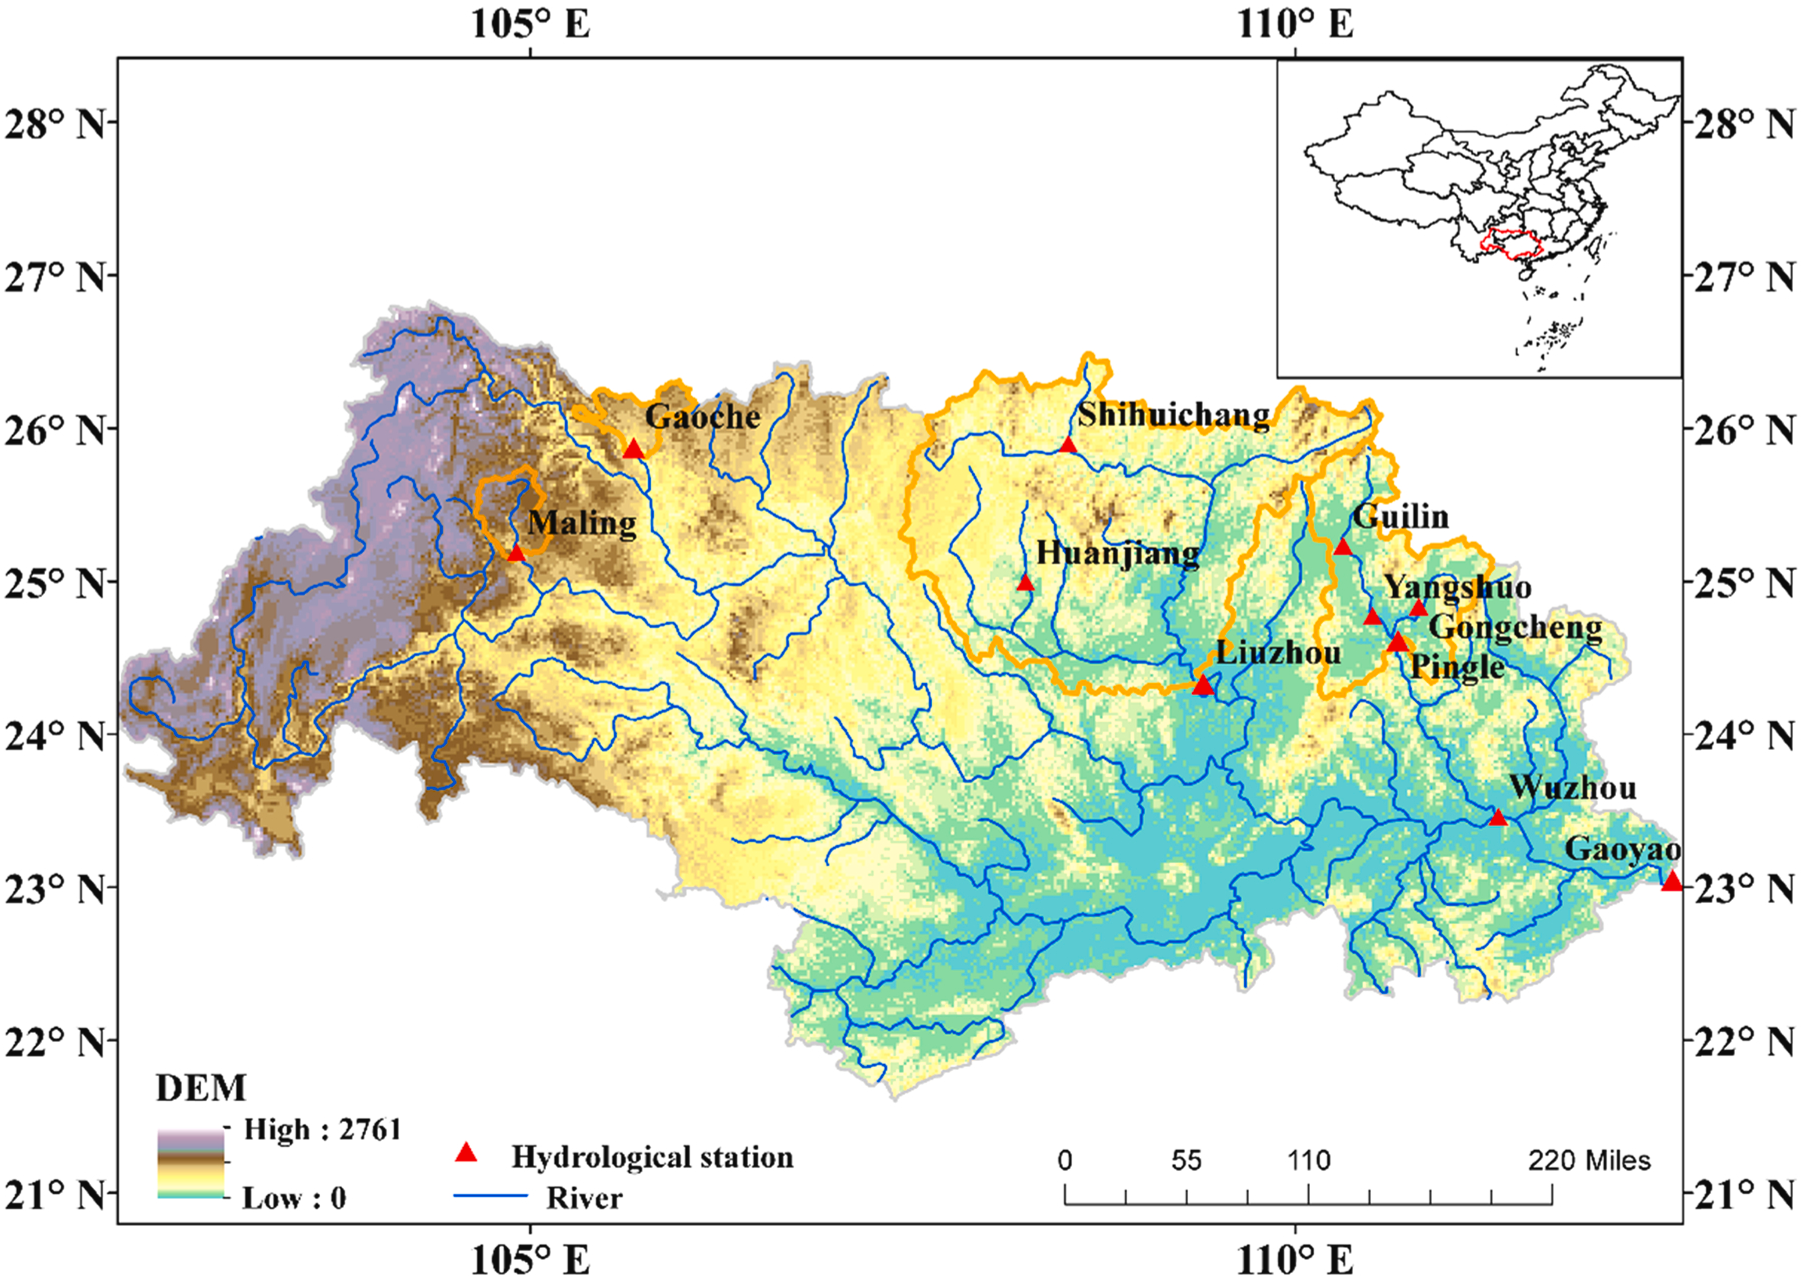 105° E 110° E
28° N 28° N
27° N 27° N
26° N 26° N
25° N 25° N
24° N 24° N
23° N 23° N
22° N 22° N
21° N 21° N
Gaoche
Shihuichang
Maling
Guilin
Huanjiang
Yangshuo
Gongcheng
Liuzhou
Pingle
Wuzhou
Gaoyao
DEM
High : 2761
Low : 0
Hydrological station
River
0 55 110 220 Miles
105° E 110° E